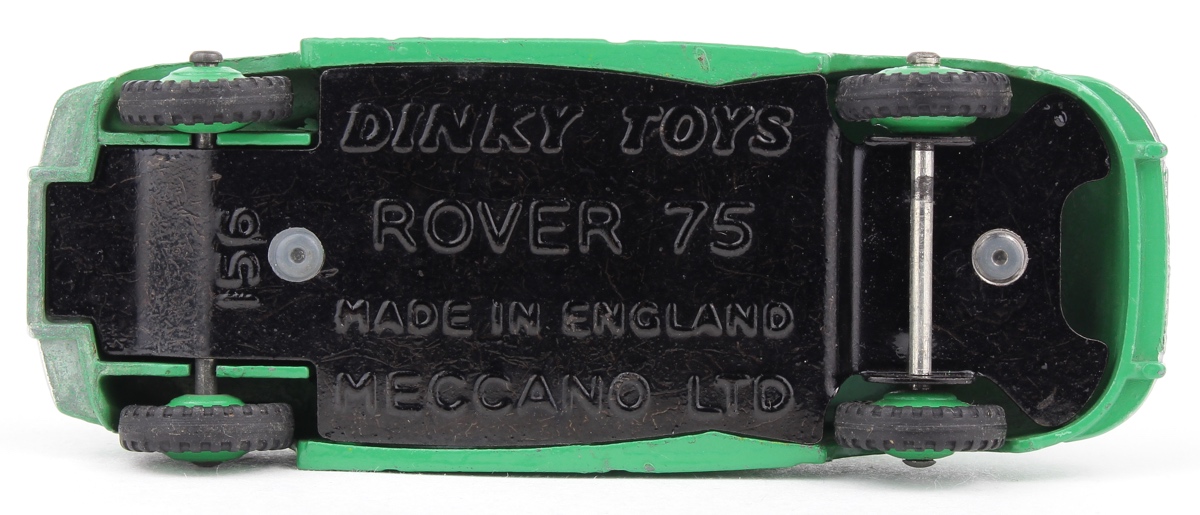 DINKY TOYS
ROVER 75
MADE IN ENGLAND
MECCANO LTD
156